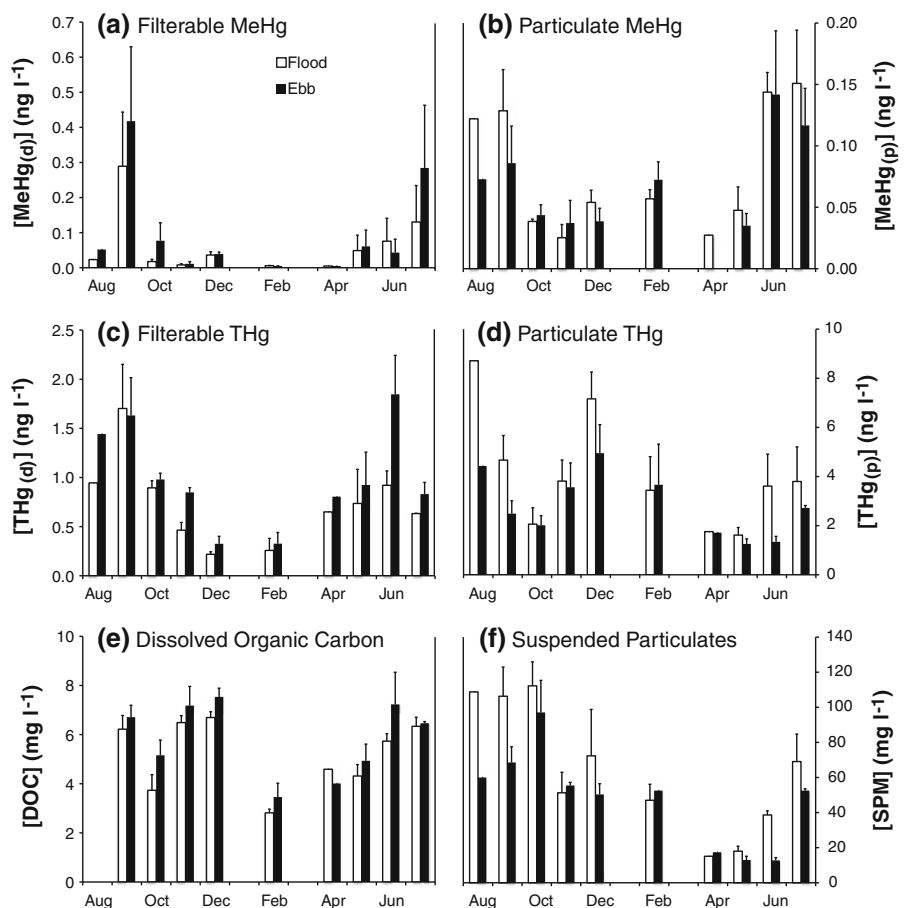 (a) Filterable MeHg
0.7
0.6
0.5
0.4
0.3
0.2
0.1
0.0
[MeHg(d)] (ng l-1)
Flood
Ebb
Aug Oct Dec Feb Apr Jun
(b) Particulate MeHg
0.20
0.15
0.10
0.05
0.00
[MeHg(p)] (ng l-1)
Aug Oct Dec Feb Apr Jun
(c) Filterable THg
2.5
2.0
1.5
1.0
0.5
0.0
[THg(d)] (ng l-1)
Aug Oct Dec Feb Apr Jun
(d) Particulate THg
10
8
6
4
2
0
[THg(p)] (ng l-1)
Aug Oct Dec Feb Apr Jun
(e) Dissolved Organic Carbon
10
8
6
4
2
0
[DOC] (mg l-1)
Aug Oct Dec Feb Apr Jun
(f) Suspended Particulates
140
120
100
80
60
40
20
0
[SPM] (mg l-1)
Aug Oct Dec Feb Apr Jun